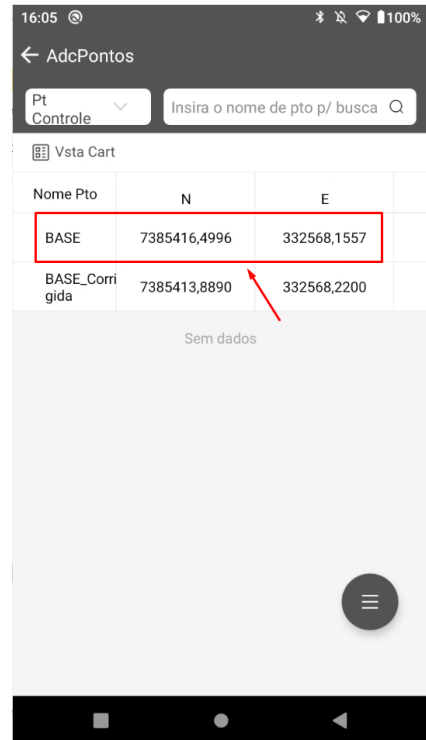 16:05 100%
AdcPontos
Pt
Controle
Insira o nome de pto p/ busca
Vsta Cart
Nome Pto N E
BASE 7385416,4996 332568,1557
BASE_Corri
gida 7385413,8890 332568,2200
Sem dados